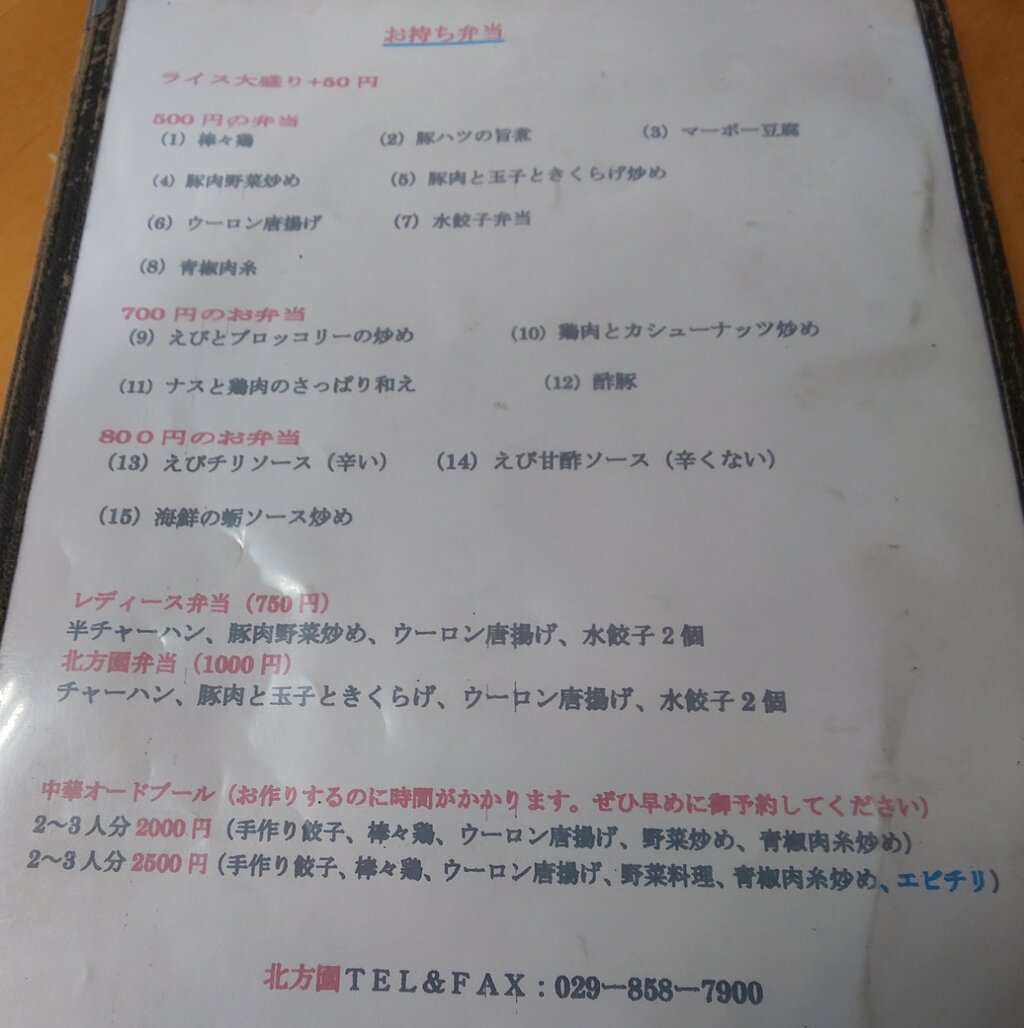 お持ち弁当
ライス大盛り+50円
500円の弁当
(1) 棒々鶏 (2) 豚ハツの旨煮 (3) マーボー豆腐
(4) 豚肉野菜炒め (5) 豚肉と玉子ときくらげ炒め
(6) ウーロン唐揚げ (7) 水餃子弁当
(8) 青椒肉糸
700円のお弁当
(9) えびとブロッコリーの炒め (10) 鶏肉とカシューナッツ炒め
(11) ナスと鶏肉のさっぱり和え (12) 酢豚
800円のお弁当
(13) えびチリソース（辛い） (14) えび甘酢ソース（辛くない）
(15) 海鮮の蛎ソース炒め
レディース弁当（750円）
半チャーハン、豚肉野菜炒め、ウーロン唐揚げ、水餃子2個
北方園弁当（1000円）
チャーハン、豚肉と玉子ときくらげ、ウーロン唐揚げ、水餃子2個
中華オードブール（お作りするのに時間がかかります。ぜひ早めに御予約してください）
2～3人分2000円（手作り餃子、棒々鶏、ウーロン唐揚げ、野菜炒め、青椒肉糸炒め）
2～3人分2500円（手作り餃子、棒々鶏、ウーロン唐揚げ、野菜料理、青椒肉糸炒め、エビチリ）
北方園TEL&FAX：029－858－7900